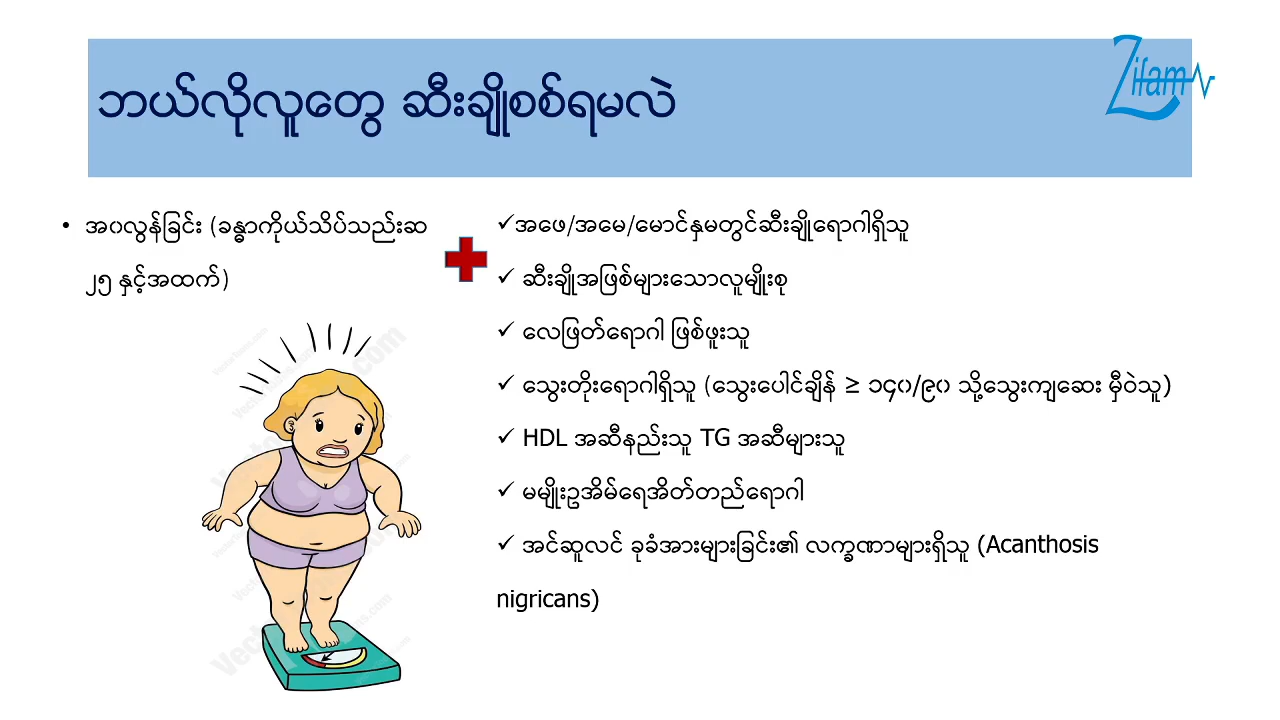 ဘယ်လိုလူတွေ ဆီးချိုစစ်ရမလဲ
Zifam
• အဝလွန်ခြင်း (ခန္ဓာကိုယ်သိပ်သည်းဆ
၂၅ နှင့်အထက်)
✓အဖေ/အမေ/မောင်နှမတွင်ဆီးချိုရောဂါရှိသူ
✓ ဆီးချိုအဖြစ်များသောလူမျိုးစု
✓ လေဖြတ်ရောဂါ ဖြစ်ဖူးသူ
✓ သွေးတိုးရောဂါရှိသူ (သွေးပေါင်ချိန် ≥ ၁၄၀/၉၀ သို့သွေးကျဆေး မှီဝဲသူ)
✓ HDL အဆီနည်းသူ TG အဆီများသူ
✓ မမျိုးဥအိမ်ရေအိတ်တည်ရောဂါ
✓ အင်ဆူလင် ခုခံအားများခြင်း၏ လက္ခဏာများရှိသူ (Acanthosis
nigricans)